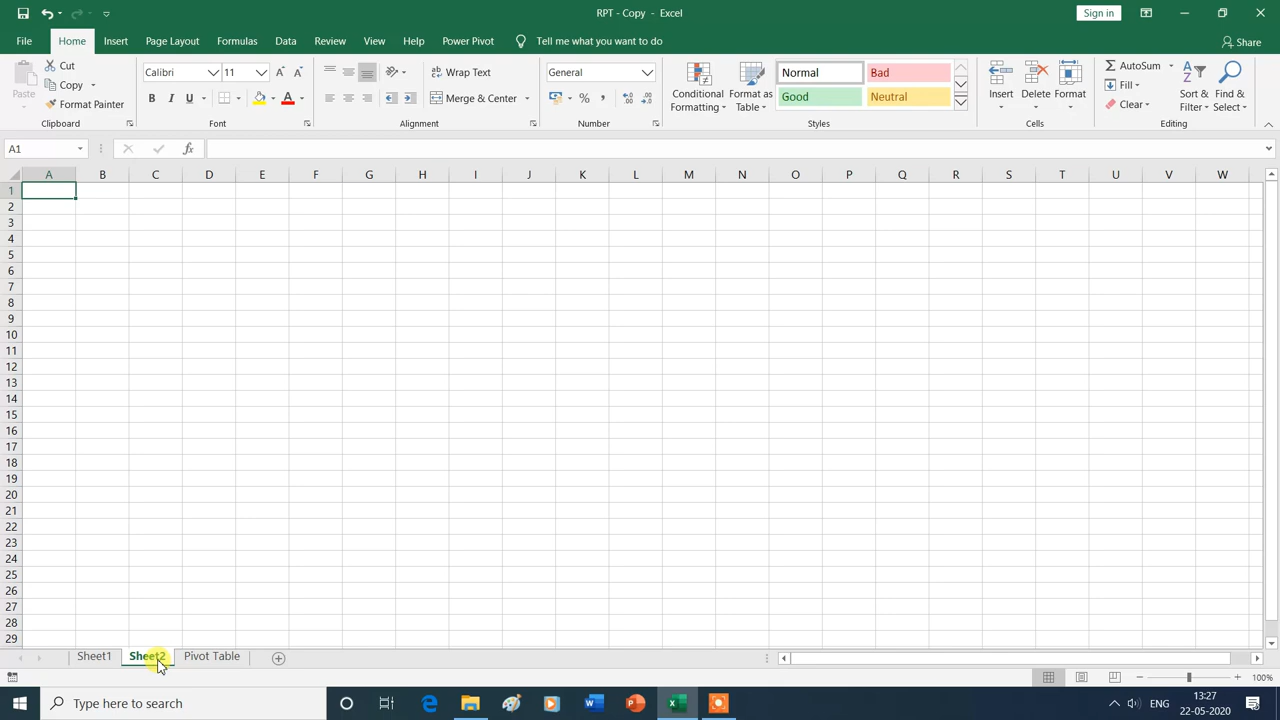 RPT - Copy - Excel
Sign in
File Home Insert Page Layout Formulas Data Review View Help Power Pivot Tell me what you want to do Share
Paste Cut Calibri 11 Wrap Text General Conditional Formatting Format as Table Normal Bad Insert Delete Format AutoSum Sort & Filter Find & Select
Copy Fill
Format Painter B I U A Merge & Center % Good Neutral Clear
Clipboard Font Alignment Number Styles Cells Editing
A1 fx
A B C D E F G H I J K L M N O P Q R S T U V W
1
2
3
4
5
6
7
8
9
10
11
12
13
14
15
16
17
18
19
20
21
22
23
24
25
26
27
28
29
Sheet1 Sheet2 Pivot Table
100%
Type here to search
ENG
13:27
22-05-2020